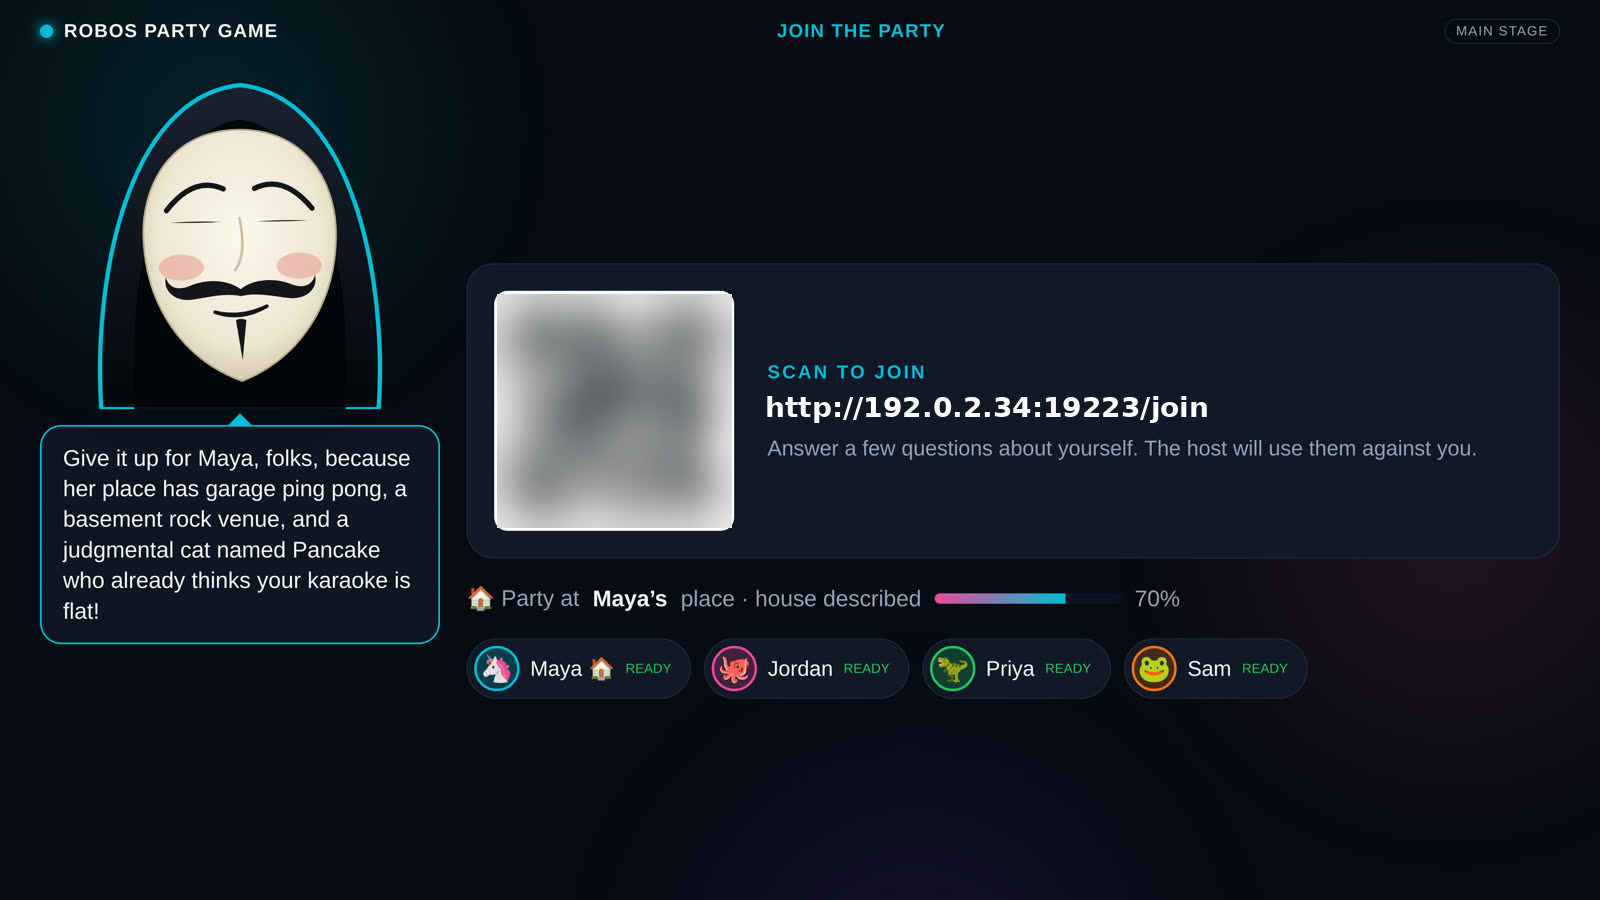 ROBOS PARTY GAME
JOIN THE PARTY
MAIN STAGE
Give it up for Maya, folks, because
her place has garage ping pong, a
basement rock venue, and a
judgmental cat named Pancake
who already thinks your karaoke is
flat!
SCAN TO JOIN
http://192.0.2.34:19223/join
Answer a few questions about yourself. The host will use them against you.
🏠 Party at Maya’s place · house described 70%
Maya 🏠 READY
Jordan READY
Priya READY
Sam READY